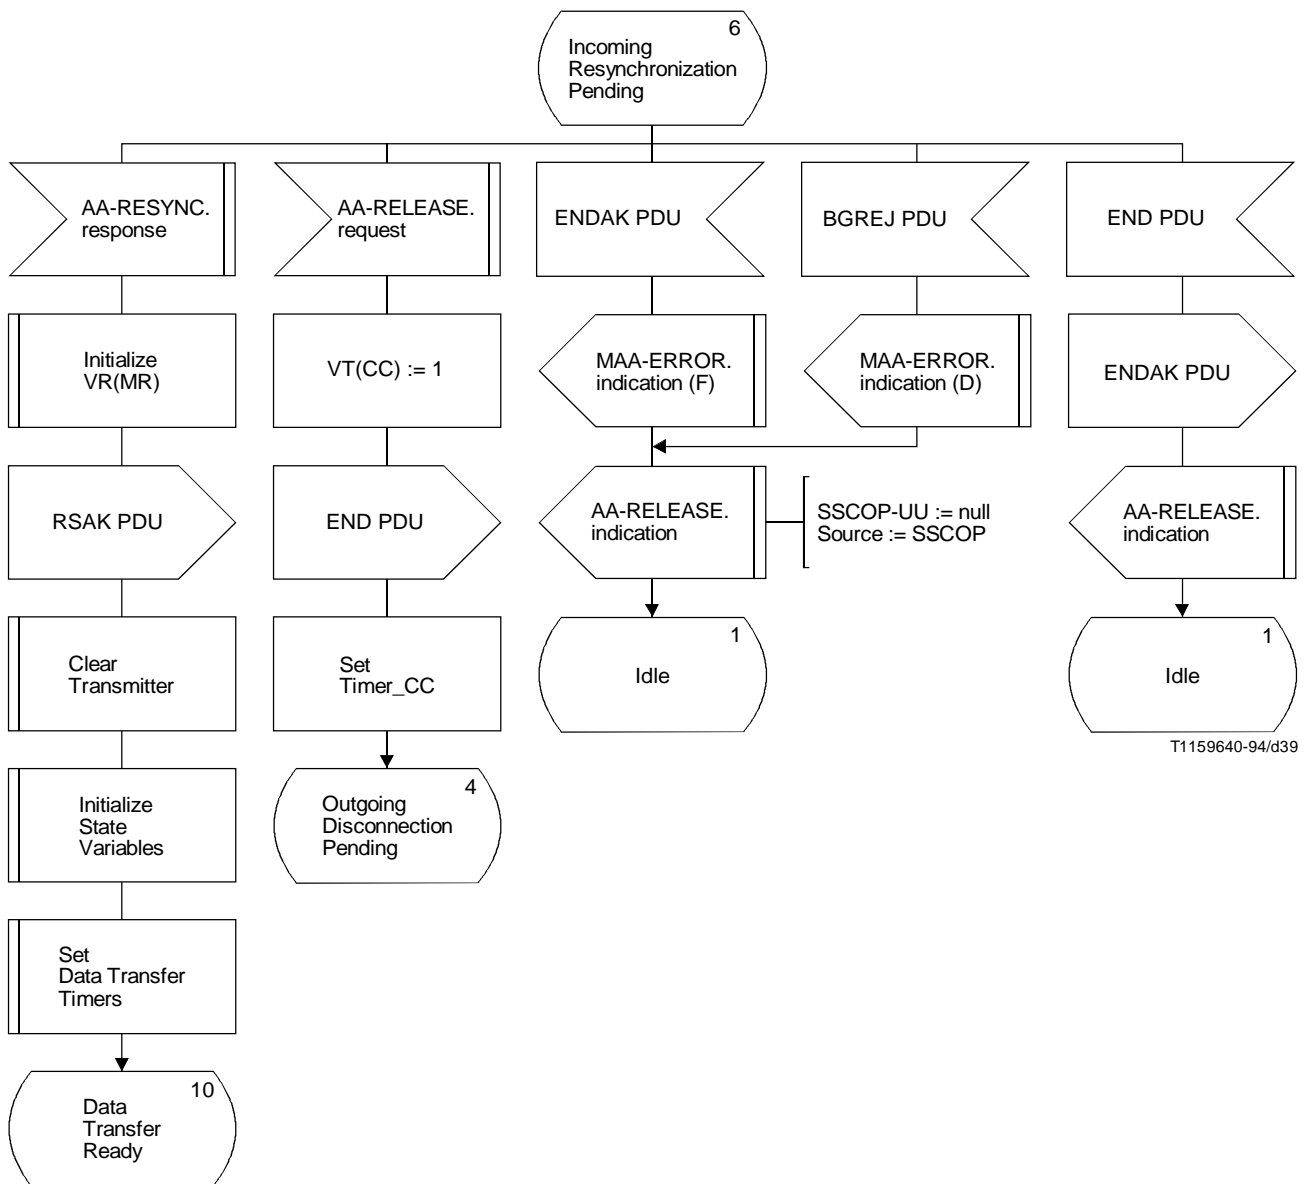 6
Incoming
Resynchronization
Pending
AA-RESYNC.
response
AA-RELEASE.
request
ENDAK PDU
BGREJ PDU
END PDU
Initialize
VR(MR)
VT(CC) := 1
MAA-ERROR.
indication (F)
MAA-ERROR.
indication (D)
ENDAK PDU
RSAK PDU
END PDU
AA-RELEASE.
indication
SSCOP-UU := null
Source := SSCOP
AA-RELEASE.
indication
Clear
Transmitter
Set
Timer_CC
1
Idle
1
Idle
T1159640-94/d39
Initialize
State
Variables
4
Outgoing
Disconnection
Pending
Set
Data Transfer
Timers
10
Data
Transfer
Ready